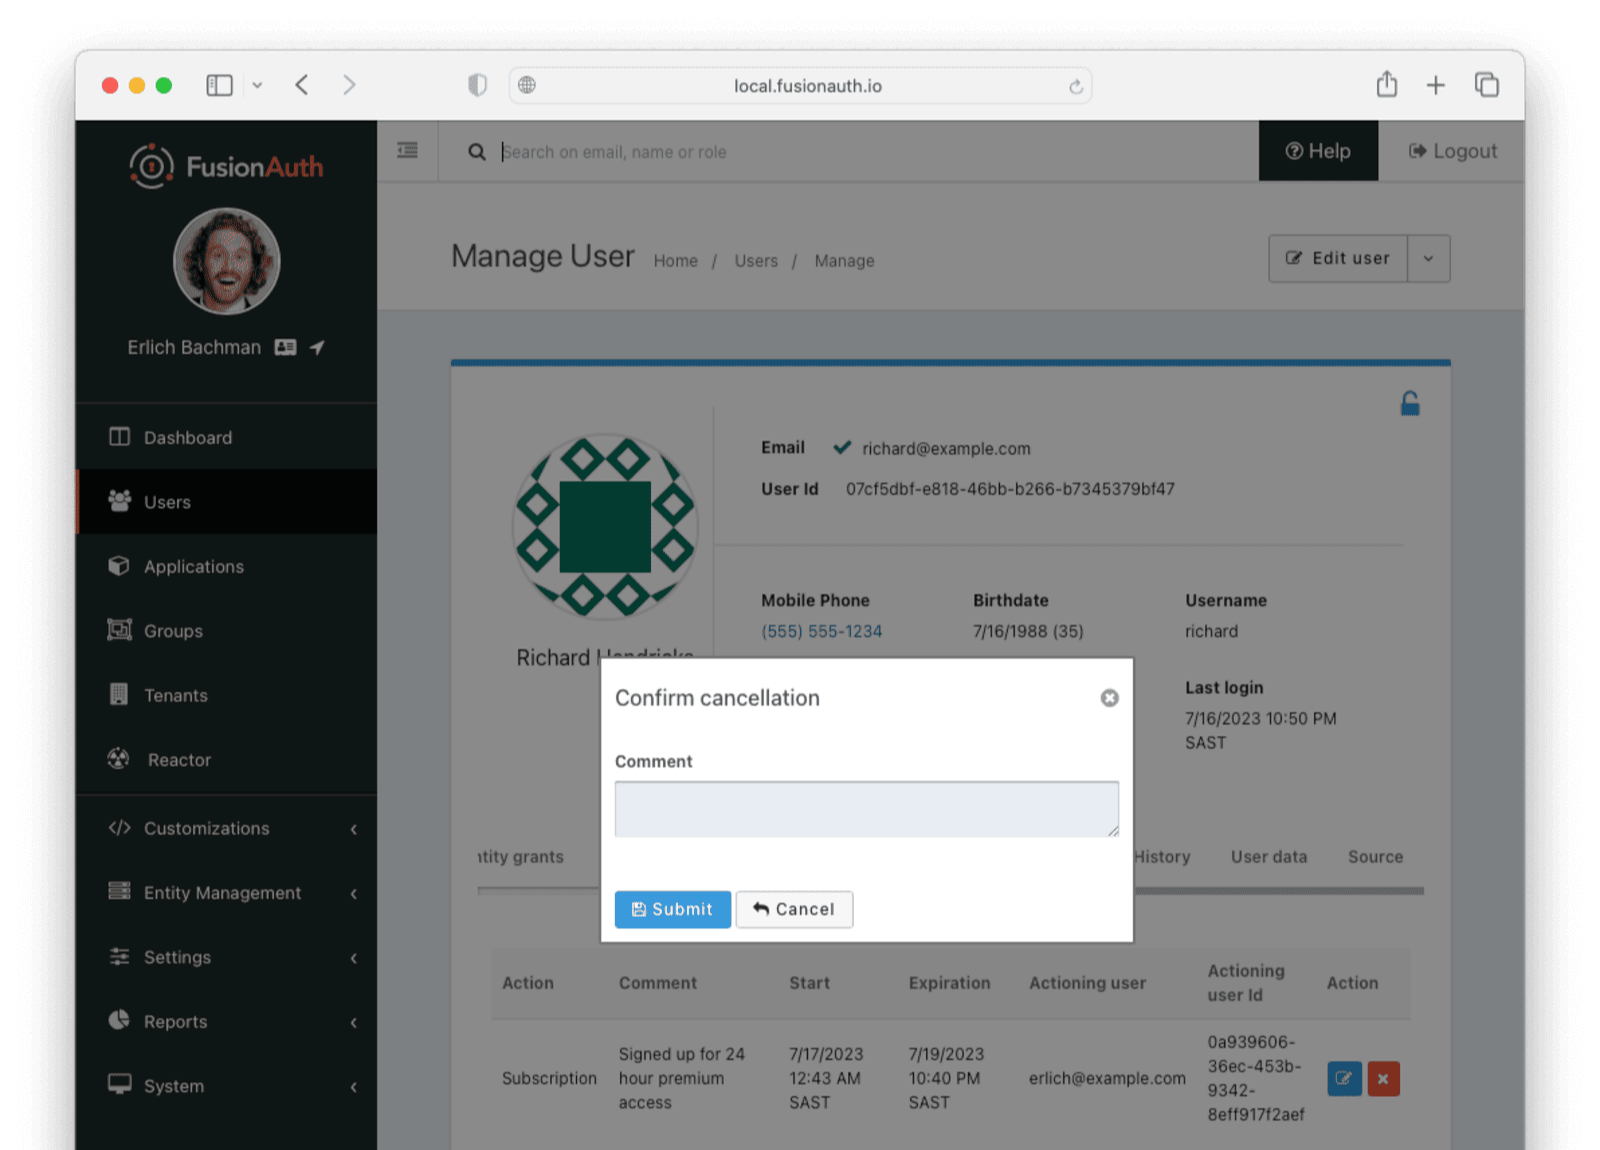 local.fusionauth.io
FusionAuth
Search on email, name or role
Help
Logout
Erlich Bachman
Manage User
Home / Users / Manage
Edit user
Dashboard
Users
Applications
Groups
Tenants
Reactor
Customizations
Entity Management
Settings
Reports
System
Email richard@example.com
User Id 07cf5dbf-e818-46bb-b266-b7345379bf47
Mobile Phone
(555) 555-1234
Birthdate
7/16/1988 (35)
Username
richard
Last login
7/16/2023 10:50 PM
SAST
Richard Hendricks
Confirm cancellation
Comment
Submit
Cancel
ntity grants
History
User data
Source
Action Comment Start Expiration Actioning user Actioning user Id Action
Subscription
Signed up for 24
hour premium
access
7/17/2023
12:43 AM
SAST
7/19/2023
10:40 PM
SAST
erlich@example.com
0a939606-
36ec-453b-
9342-
8eff917f2aef